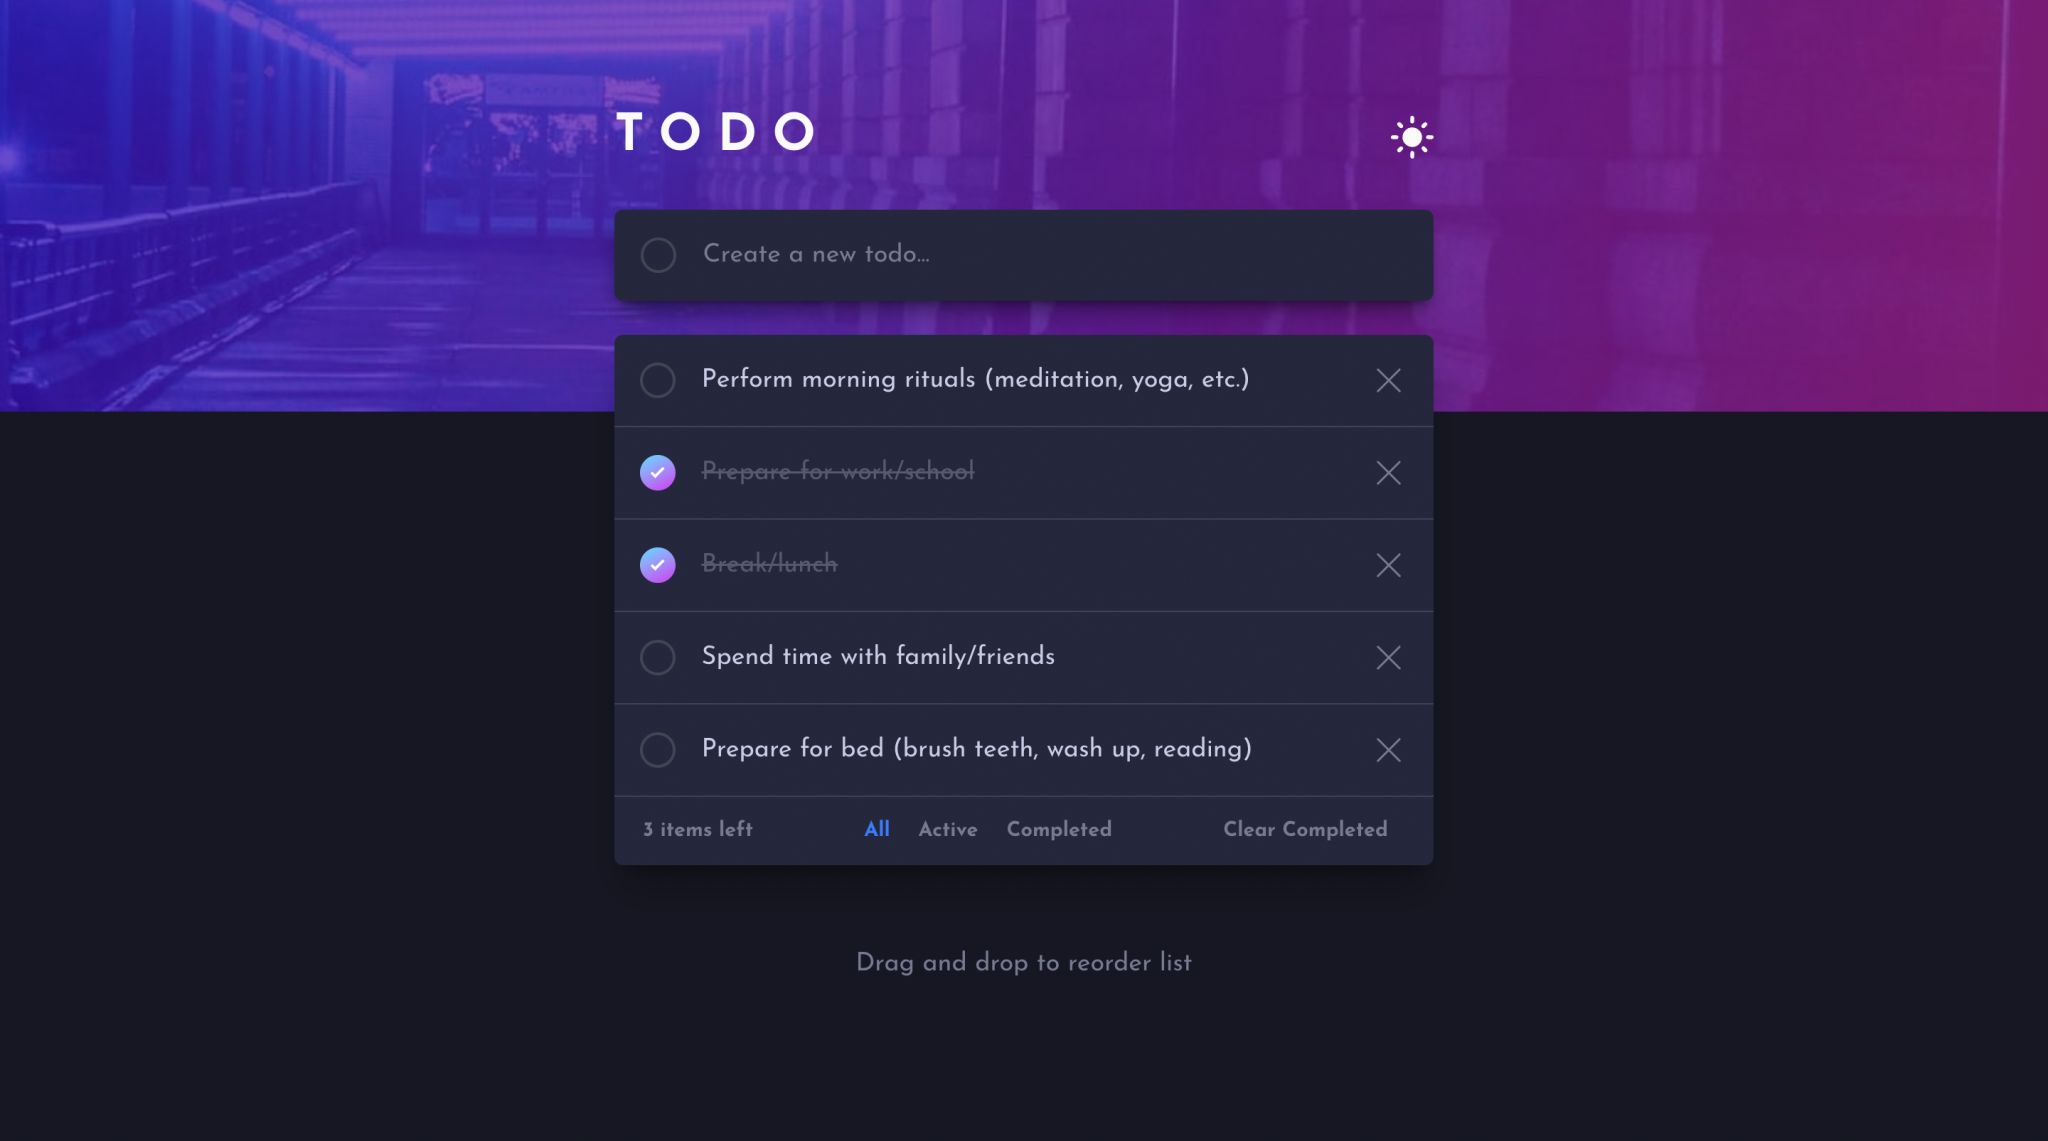 TODO
Create a new todo...
Perform morning rituals (meditation, yoga, etc.)
Prepare for work/school
Break/lunch
Spend time with family/friends
Prepare for bed (brush teeth, wash up, reading)
3 items left All Active Completed Clear Completed
Drag and drop to reorder list